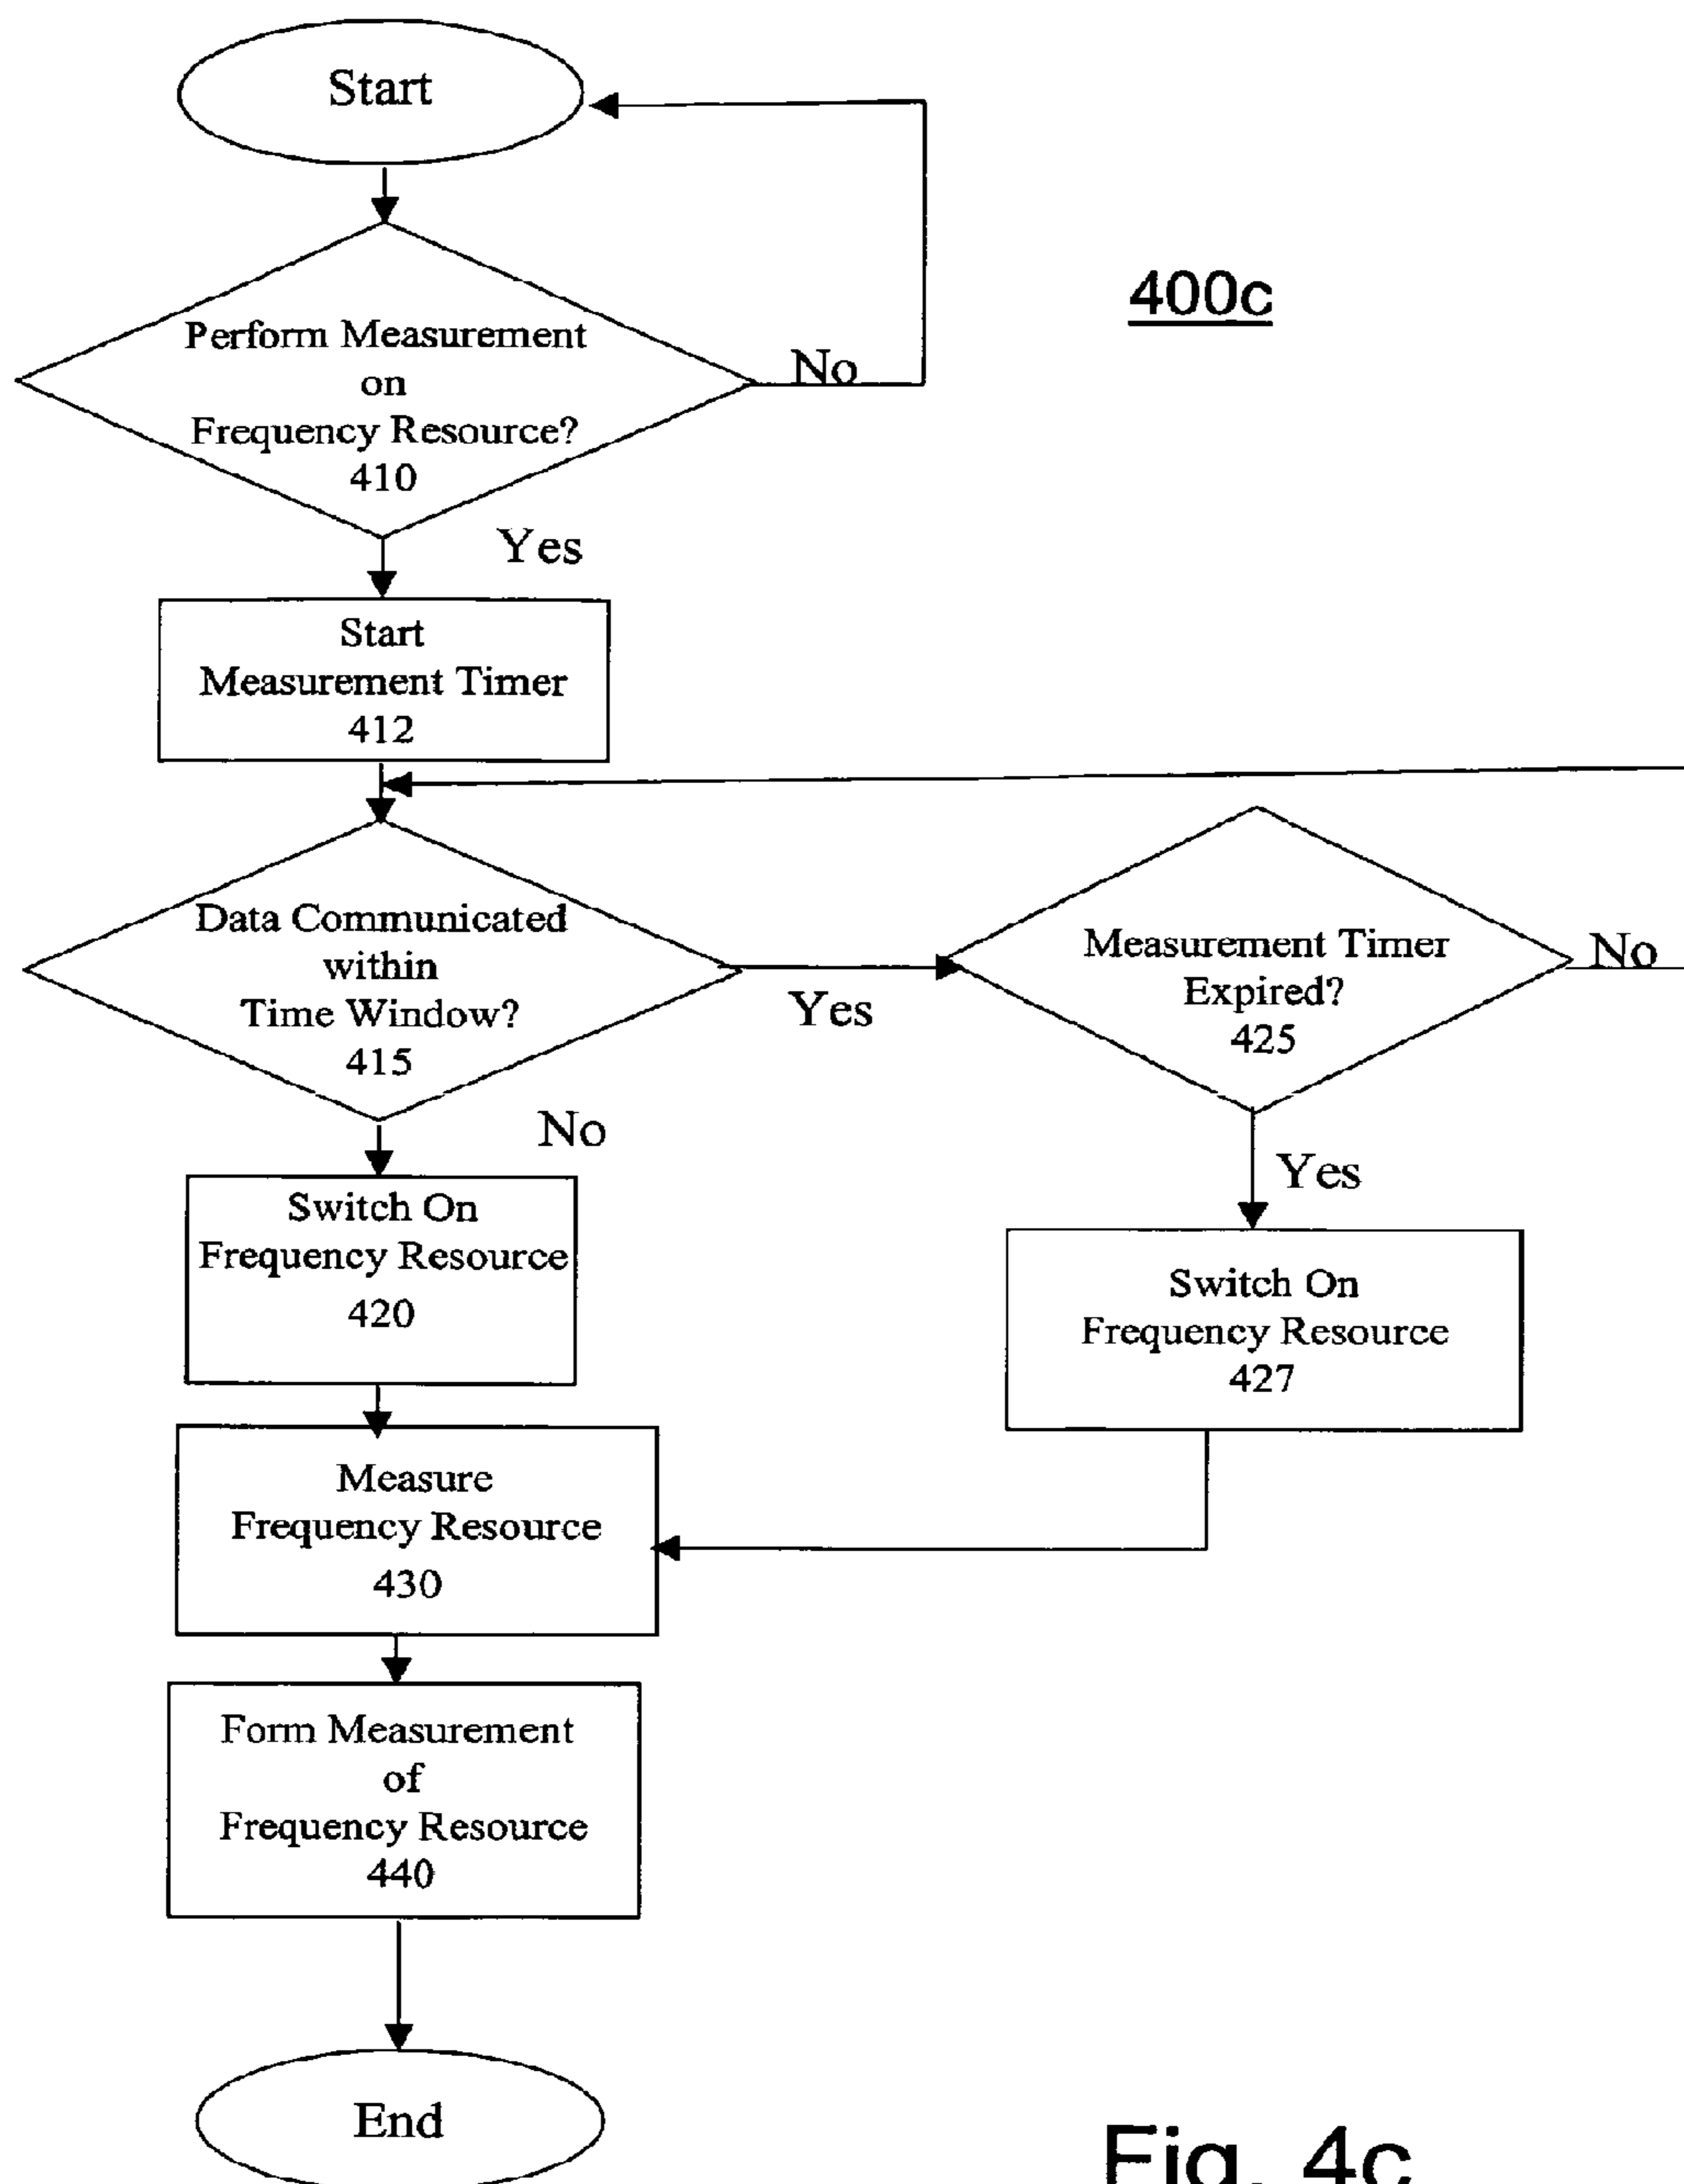 Start
400c
Perform Measurement
on
Frequency Resource?
410
No
Yes
Start
Measurement Timer
412
Data Communicated
within
Time Window?
415
Yes
Measurement Timer
Expired?
425
No
No
Yes
Switch On
Frequency Resource
420
Switch On
Frequency Resource
427
Measure
Frequency Resource
430
Form Measurement
of
Frequency Resource
440
End
Fig. 4c